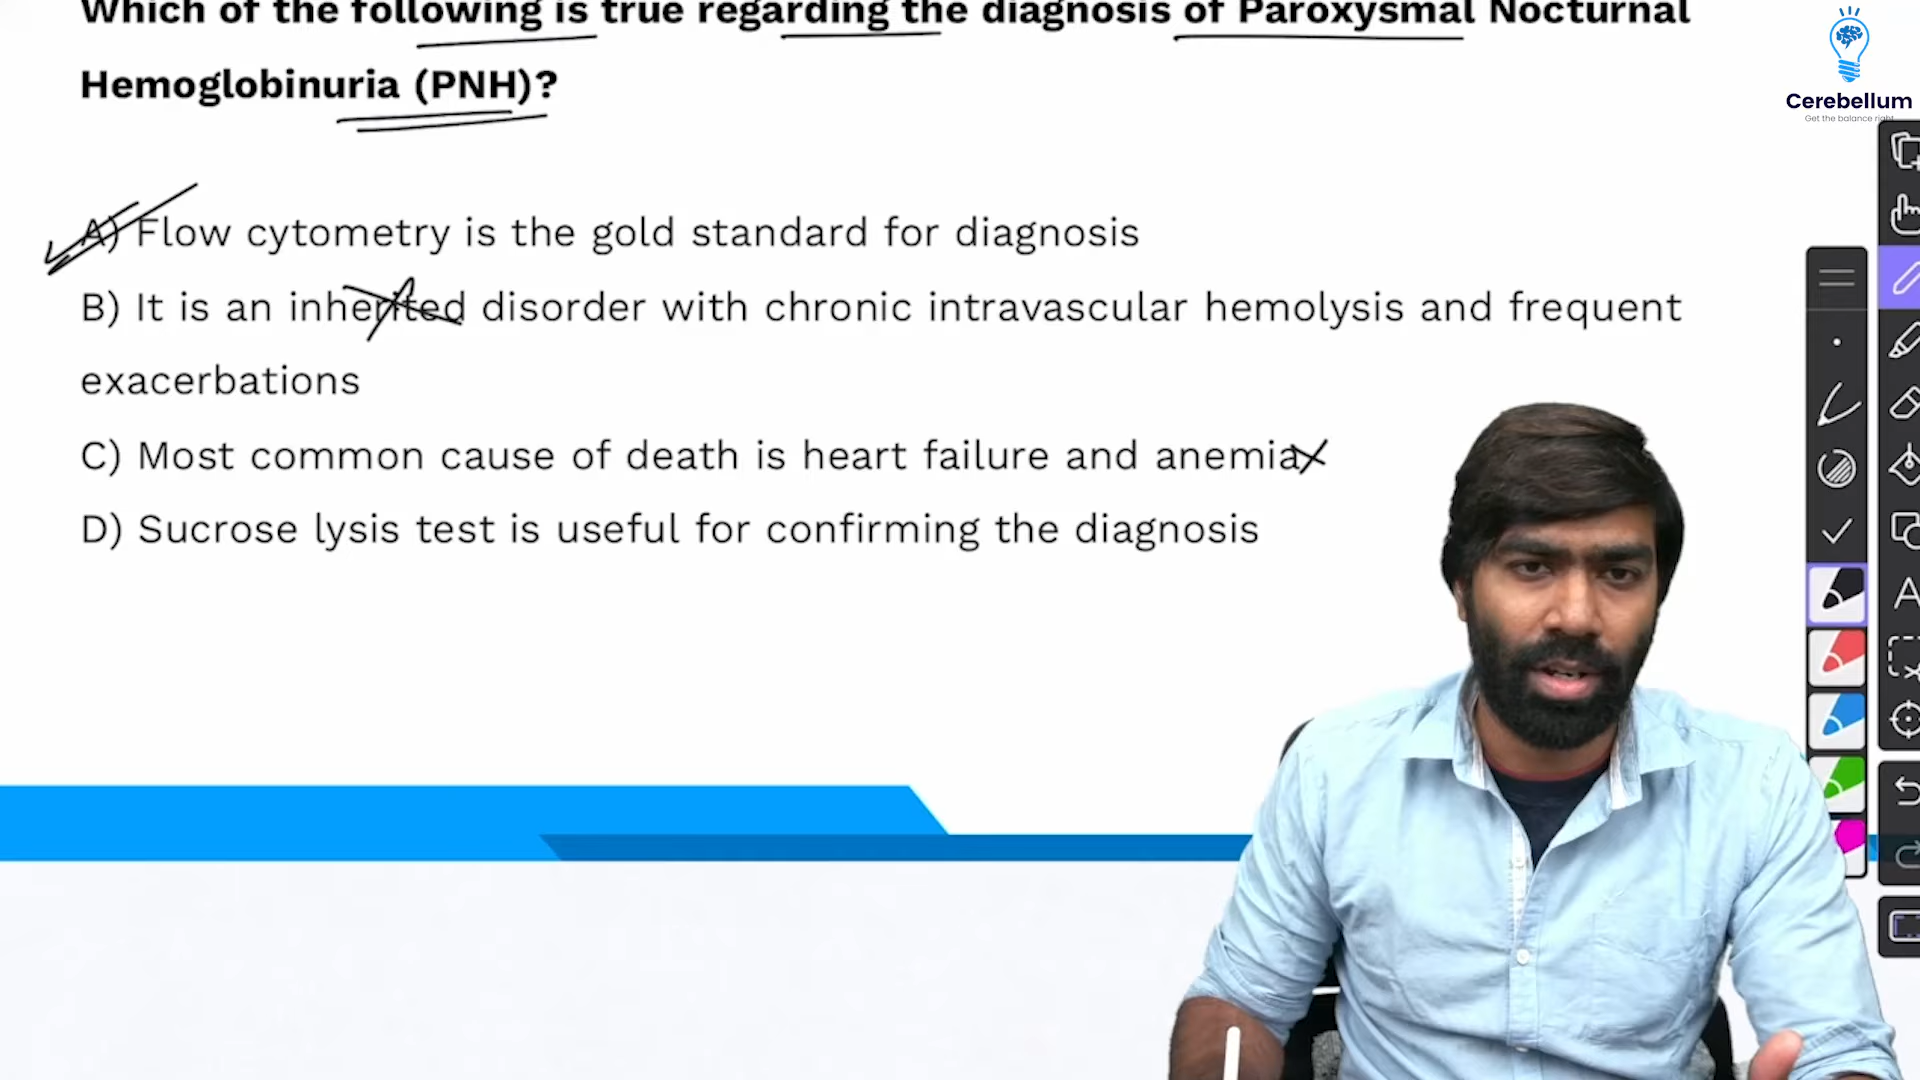 Which of the following is true regarding the diagnosis of Paroxysmal Nocturnal
Hemoglobinuria (PNH)?
Cerebellum
Get the balance right
A) Flow cytometry is the gold standard for diagnosis
B) It is an inherited disorder with chronic intravascular hemolysis and frequent
exacerbations
C) Most common cause of death is heart failure and anemia
D) Sucrose lysis test is useful for confirming the diagnosis
A